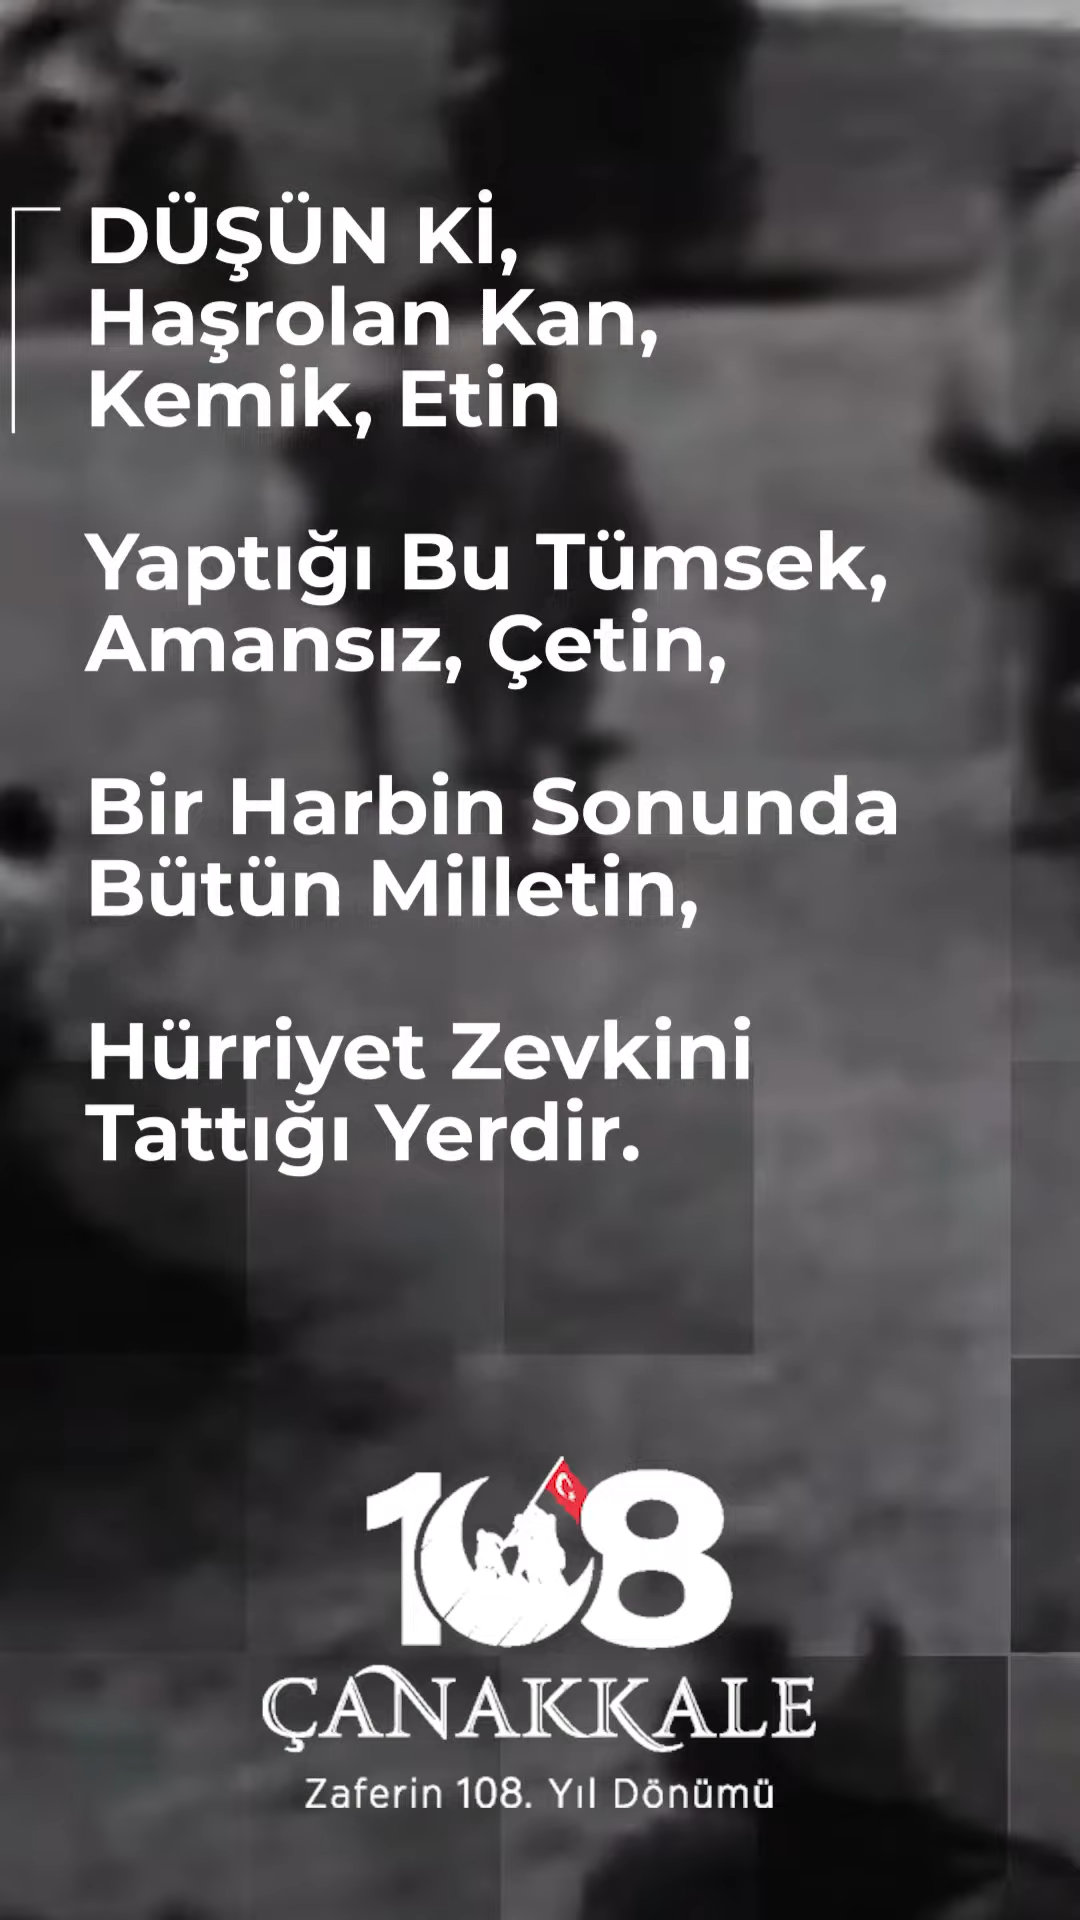 DÜŞÜN Kİ,
Haşrolan Kan,
Kemik, Etin
Yaptığı Bu Tümsek,
Amansız, Çetin,
Bir Harbin Sonunda
Bütün Milletin,
Hürriyet Zevkini
Tattığı Yerdir.
108
ÇANAKKALE
Zaferin 108. Yıl Dönümü